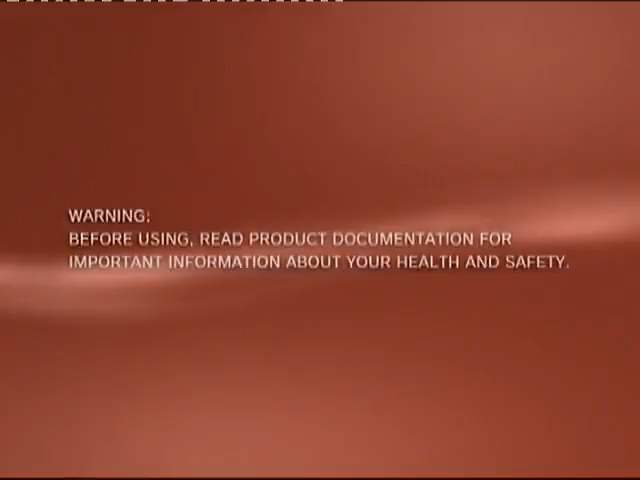 WARNING:
BEFORE USING, READ PRODUCT DOCUMENTATION FOR
IMPORTANT INFORMATION ABOUT YOUR HEALTH AND SAFETY.